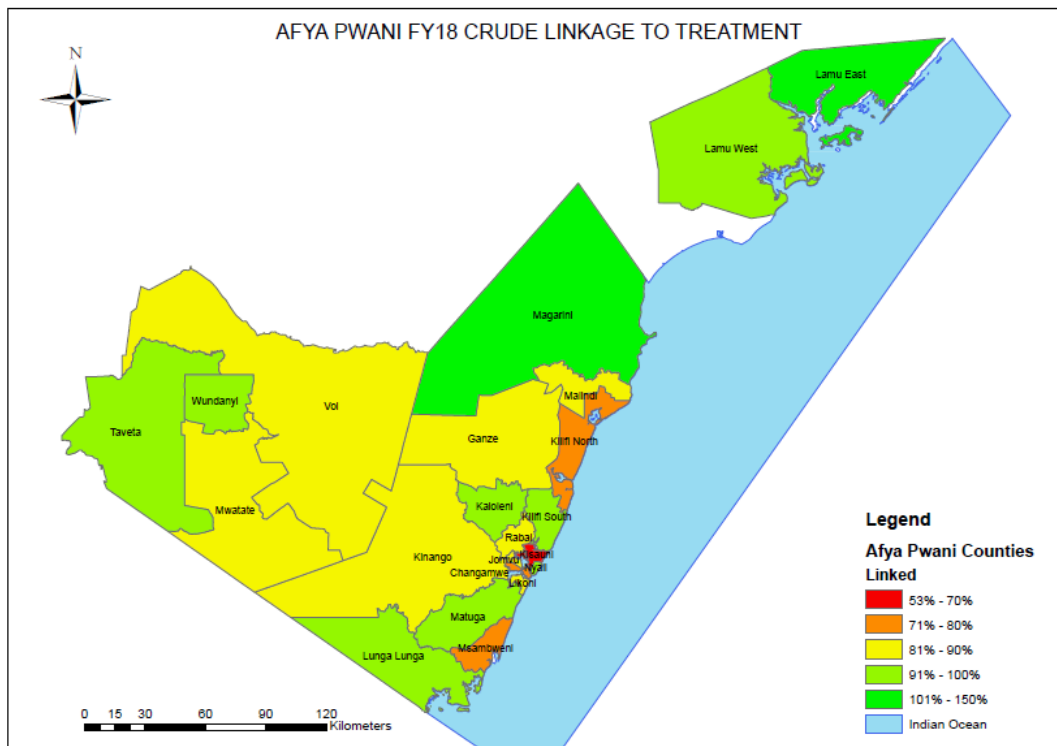 AFYA PWANI FY18 CRUDE LINKAGE TO TREATMENT
N
Lamu East
Lamu West
Magarini
Malindi
Wundanyi
Voi
Taveta
Ganze
Kilifi North
Mwatate
Kaloleni
Kilifi South
Rabai
Kinango
Kisauni
Jomvu
Nyali
Changamwe
Likoni
Matuga
Msambweni
Lunga Lunga
Legend
Afya Pwani Counties
Linked
53% - 70%
71% - 80%
81% - 90%
91% - 100%
101% - 150%
Indian Ocean
0 15 30 60 90 120
Kilometers